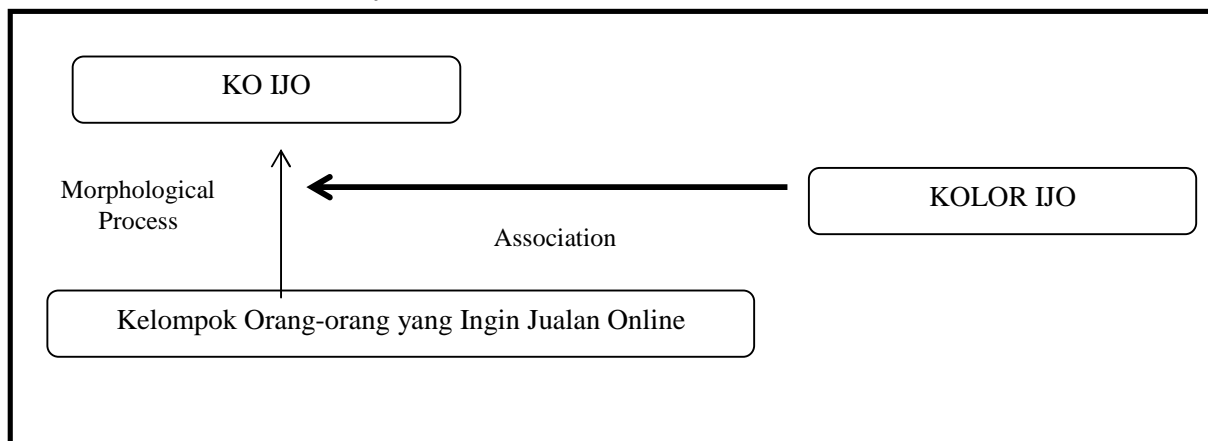 KO IJO
Morphological
Process
KOLOR IJO
Association
Kelompok Orang-orang yang Ingin Jualan Online